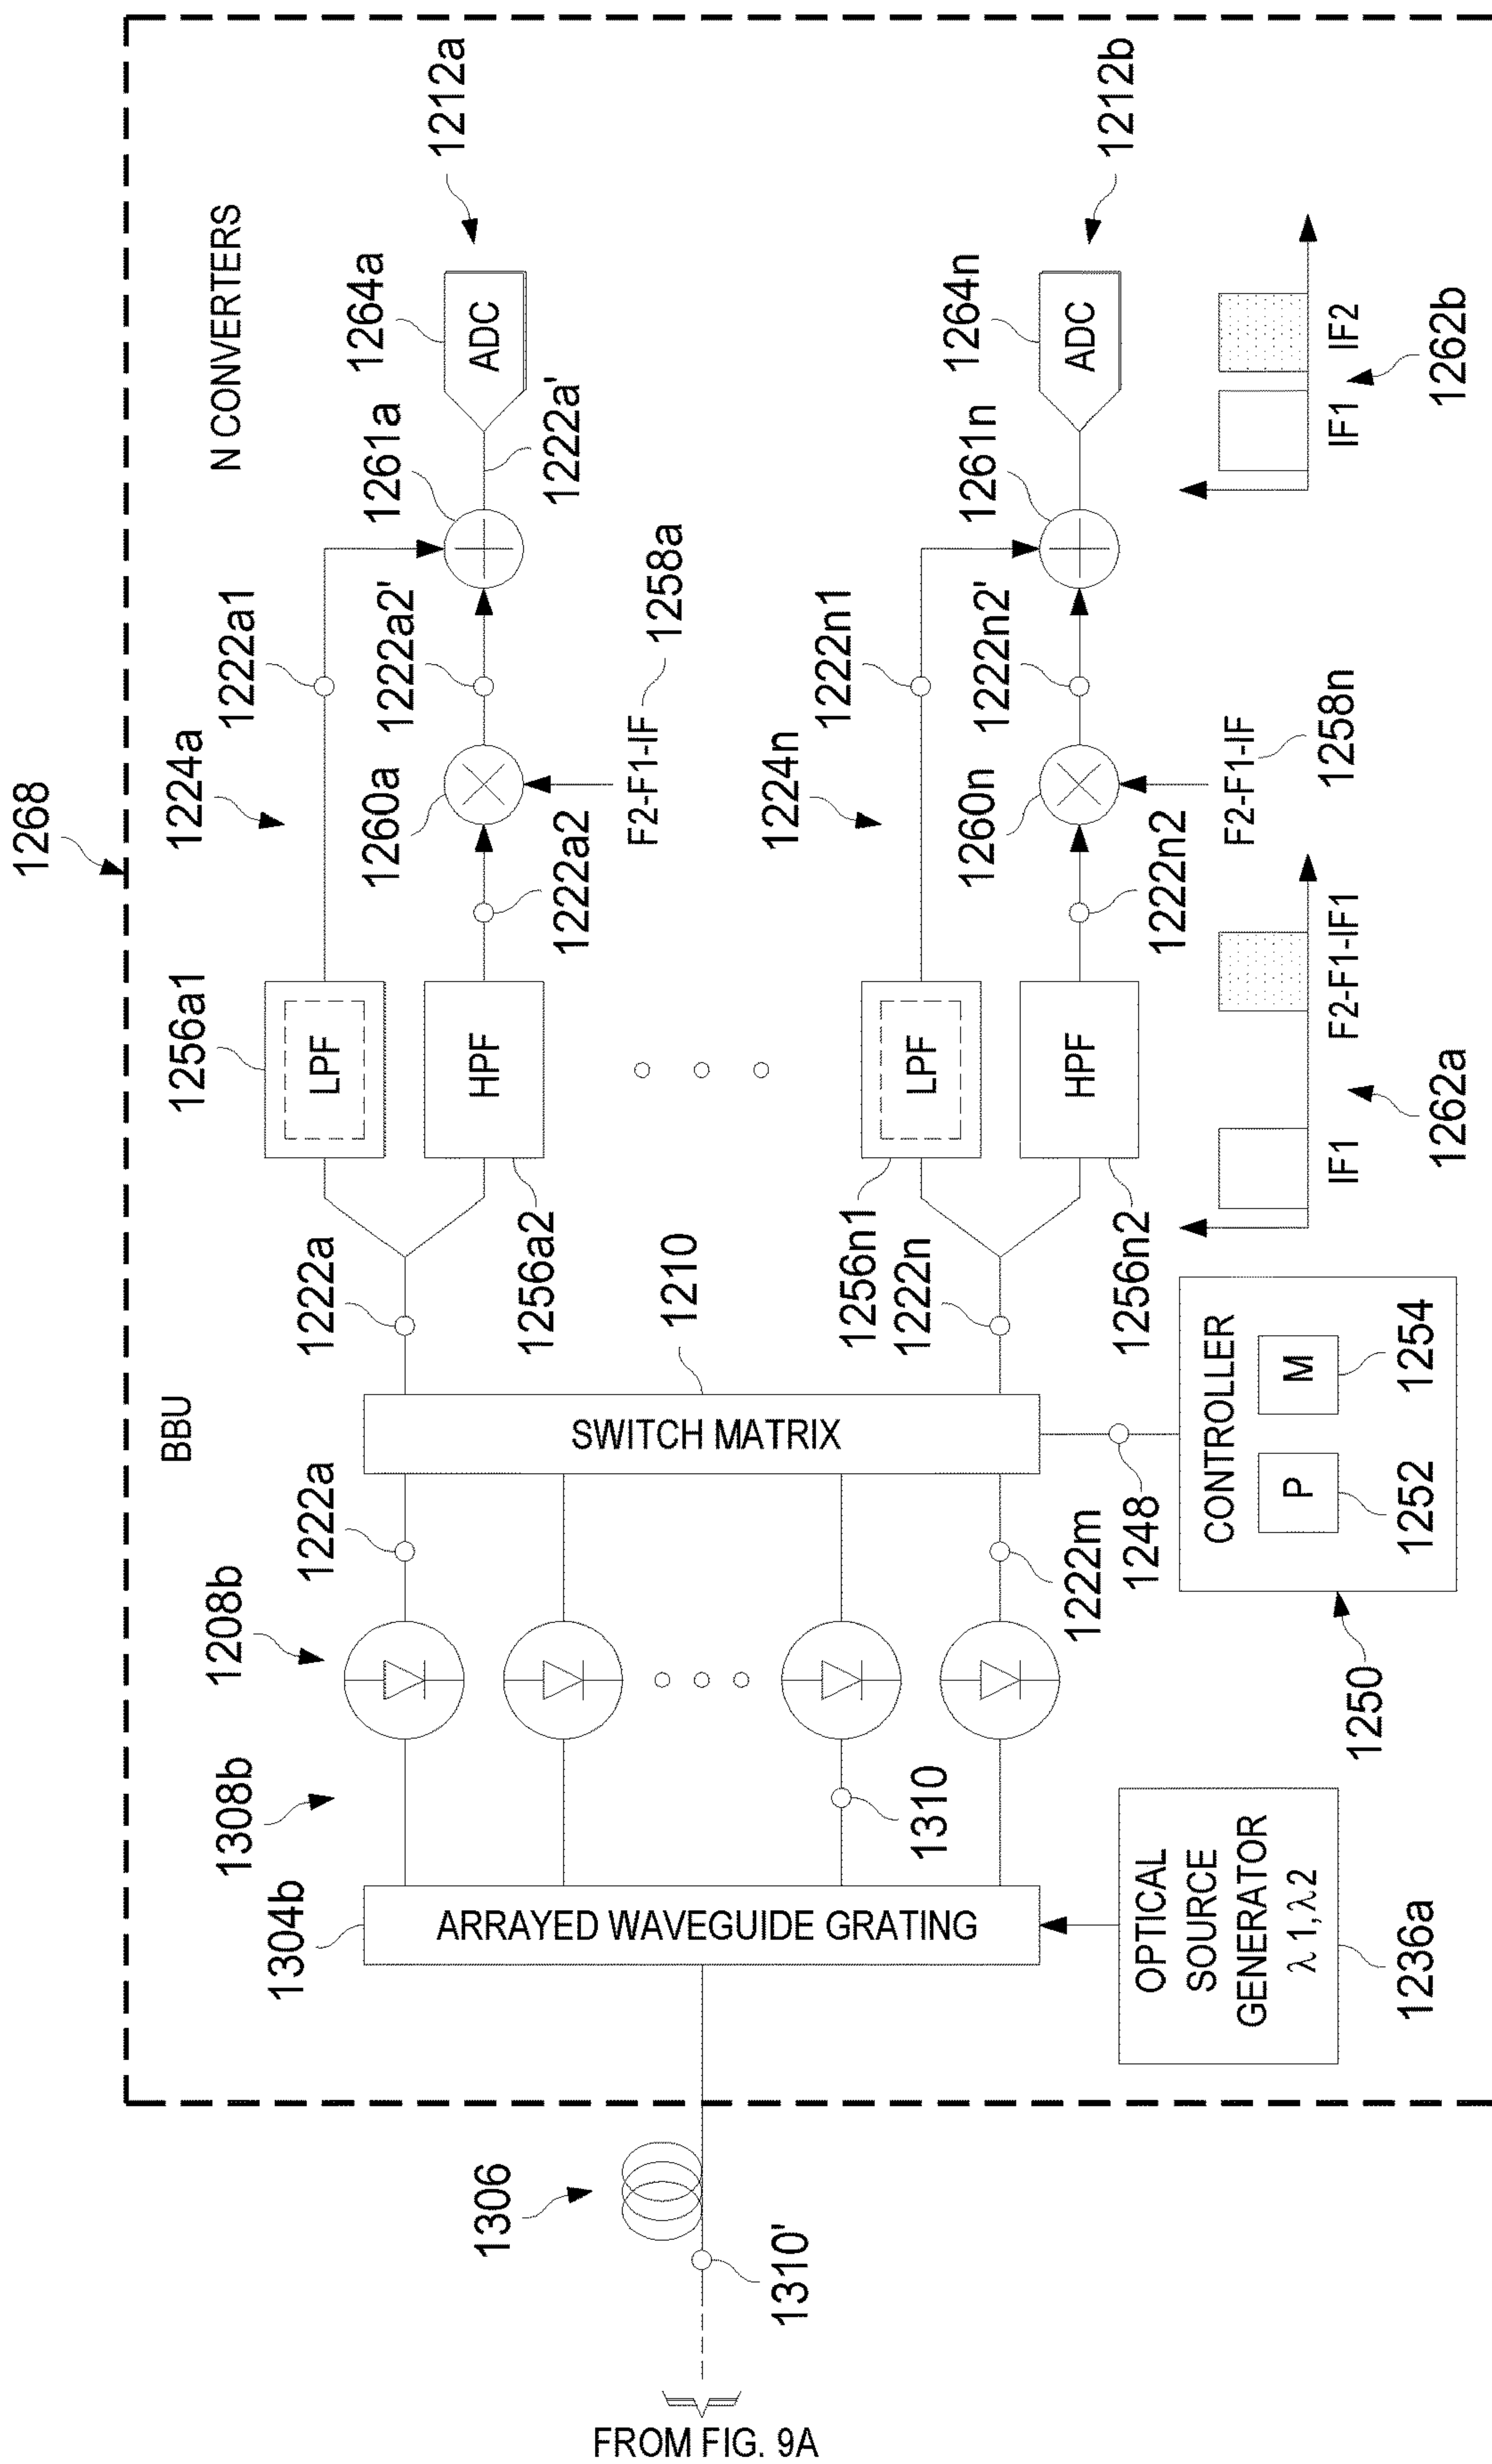 1268
BBU
N CONVERTERS
1256a1
1224a
1222a1
1261a
1264a
1212a
LPF
HPF
ADC
1222a
1256a2
1222a2
1260a
1222a2'
1222a'
F2-F1-IF
1258a
1304b
1308b
1208b
1222a
1210
ARRAYED WAVEGUIDE GRATING
SWITCH MATRIX
1306
1310'
FROM FIG. 9A
1310
1222m
1248
1256n1
1222n
1224n
1222n1
1261n
1264n
1212b
LPF
HPF
ADC
1256n2
1222n2
1260n
1222n2'
F2-F1-IF
1258n
OPTICAL
SOURCE
GENERATOR
λ1,λ2
1236a
1250
CONTROLLER
P
M
1252
1254
IF1
F2-F1-IF1
1262a
IF1
IF2
1262b